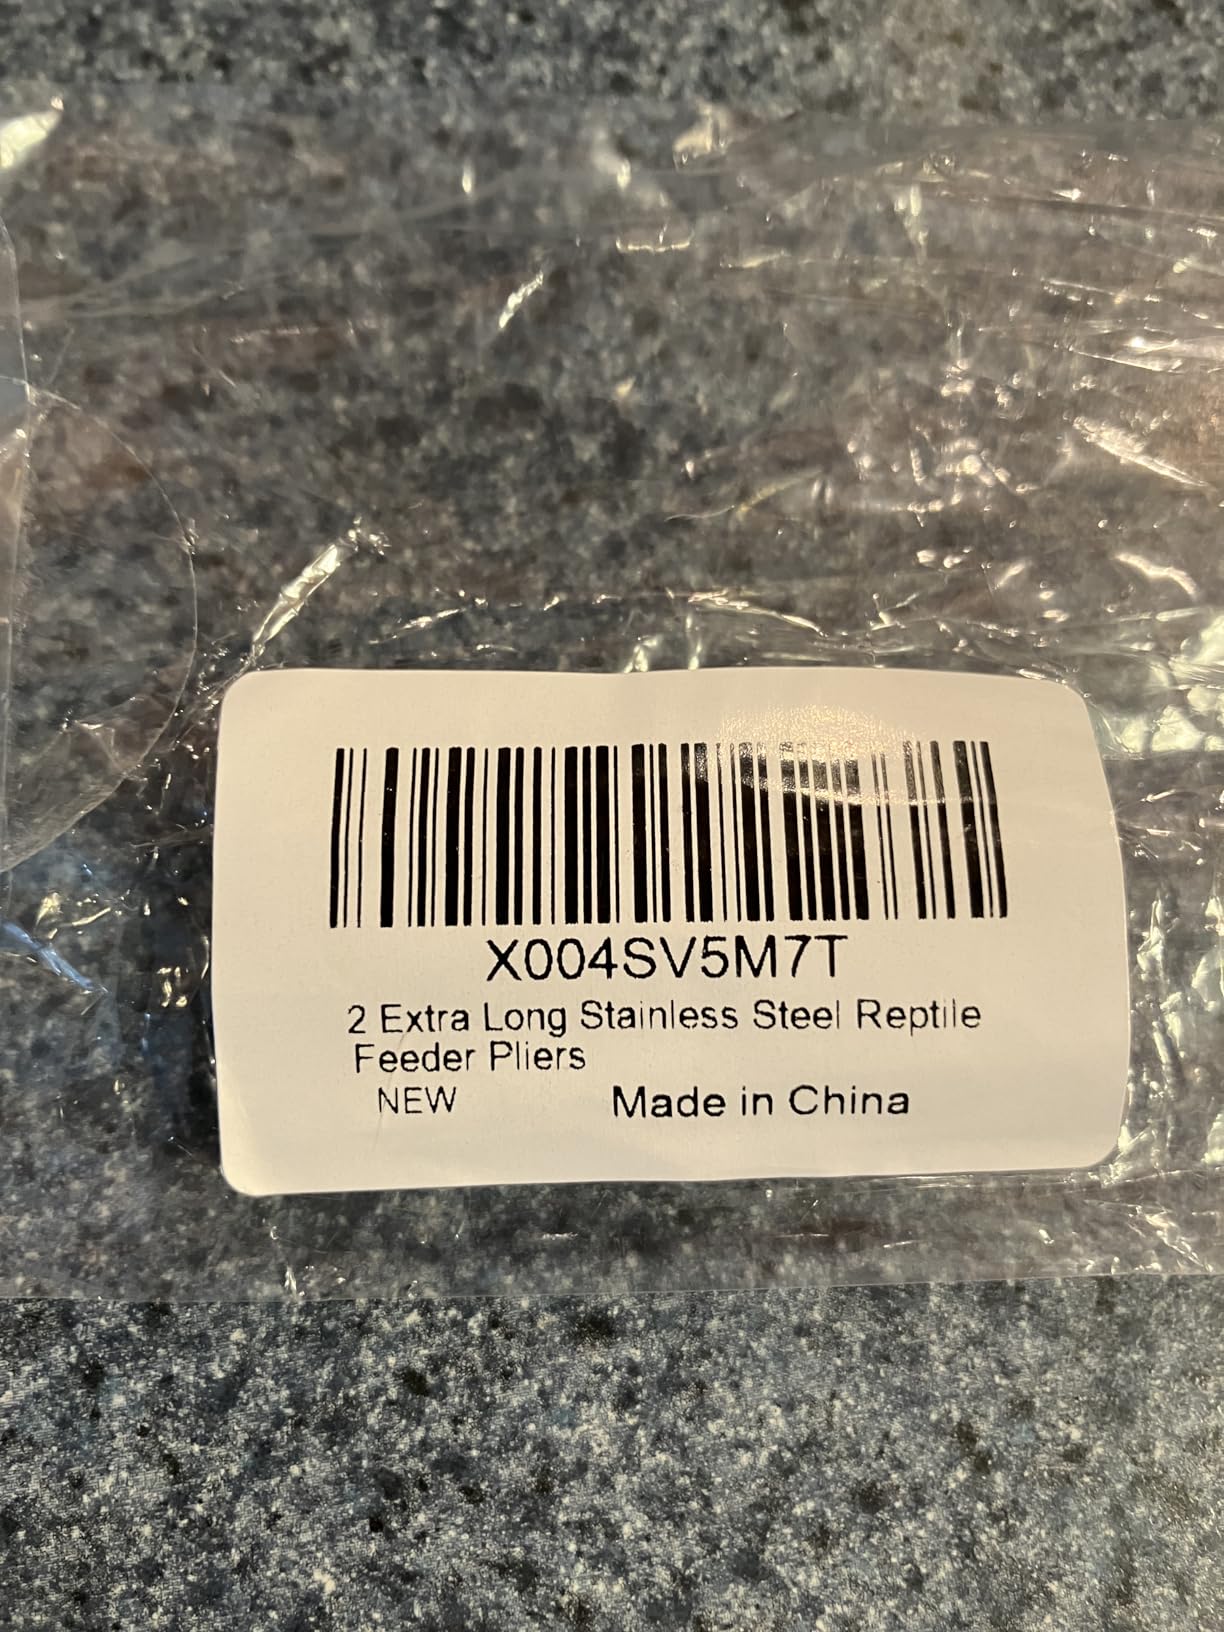 X004SV5M7T
2 Extra Long Stainless Steel Reptile
Feeder Pliers
NEW Made in China